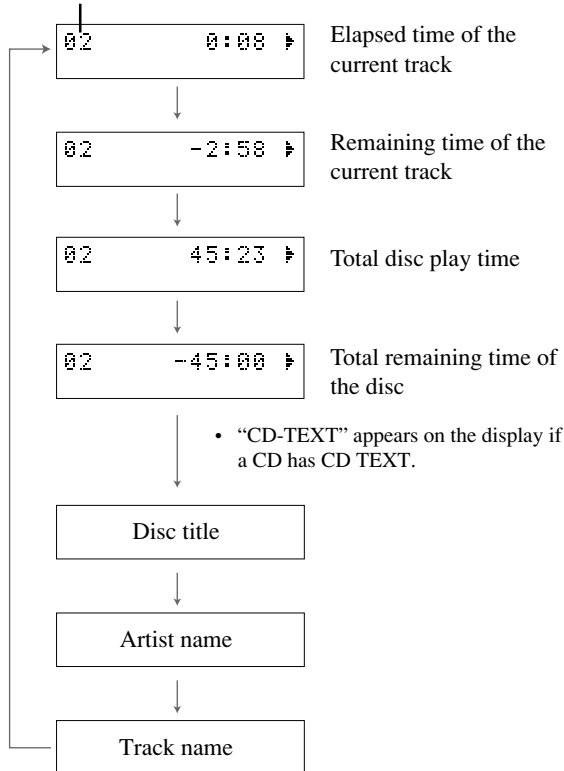 02 0:08
Elapsed time of the
current track
02 -2:58
Remaining time of the
current track
02 45:23
Total disc play time
02 -45:00
Total remaining time of
the disc
• “CD-TEXT” appears on the display if
a CD has CD TEXT.
Disc title
Artist name
Track name